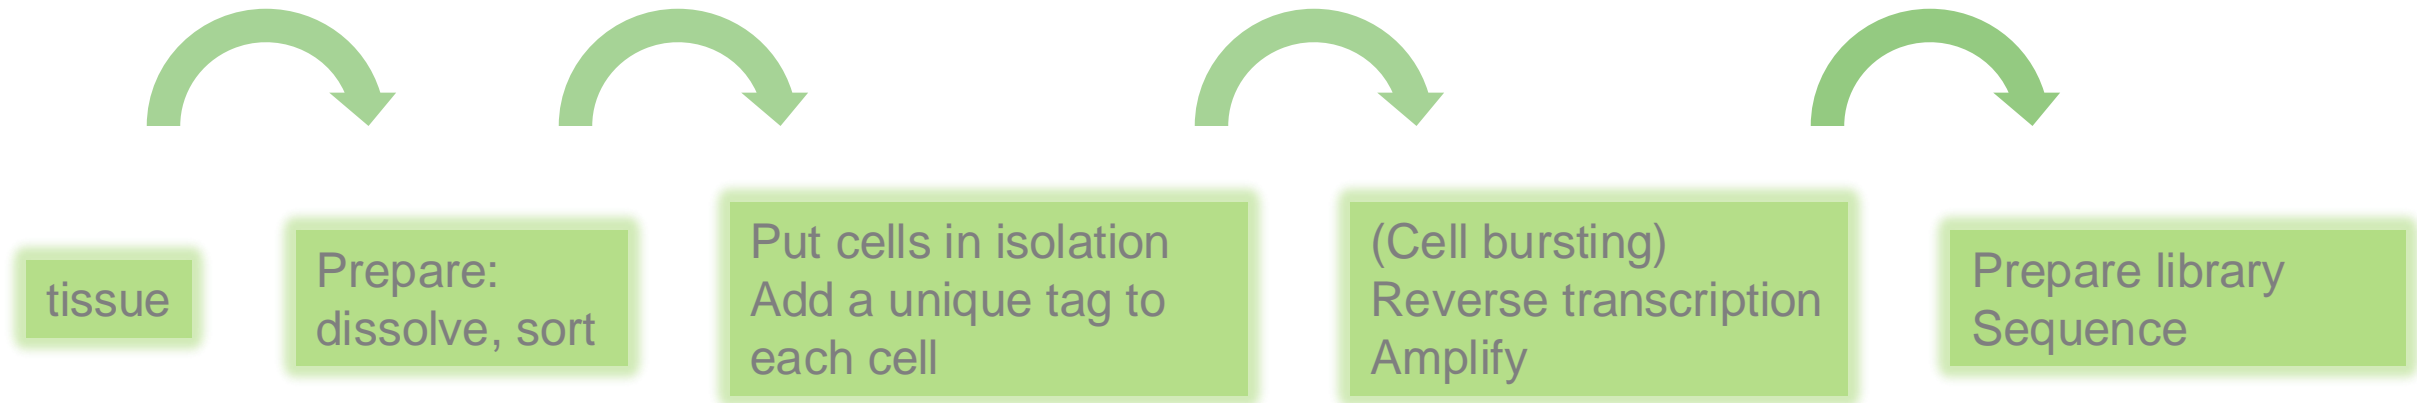 tissue
Prepare:
dissolve, sort
Put cells in isolation
Add a unique tag to
each cell
(Cell bursting)
Reverse transcription
Amplify
Prepare library
Sequence